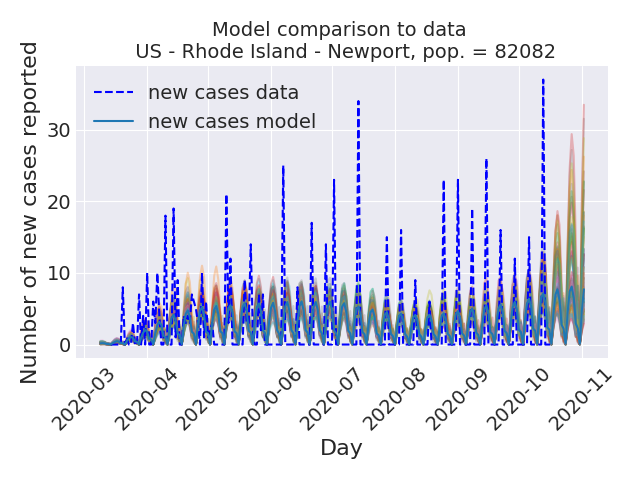 Model comparison to data
US - Rhode Island - Newport, pop. = 82082
Number of new cases reported
30
20
10
0
new cases data
new cases model
2020-03
2020-04
2020-05
2020-06
2020-07
2020-08
2020-09
2020-10
2020-11
Day